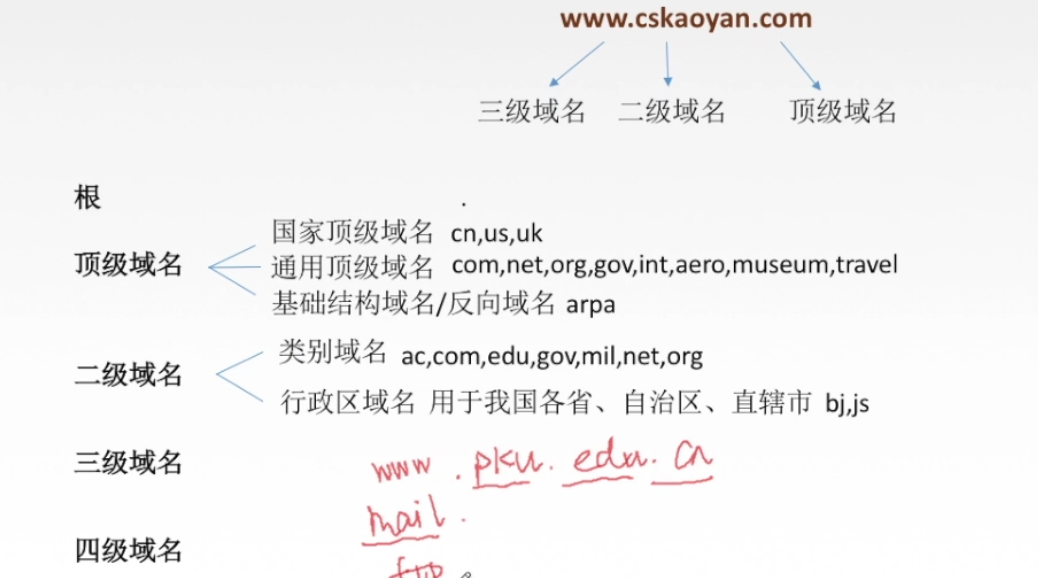 www.cskaoyan.com
三级域名 二级域名 顶级域名
根 .
国家顶级域名 cn,us,uk
顶级域名 通用顶级域名 com,net,org,gov,int,aero,museum,travel
基础结构域名/反向域名 arpa
类别域名 ac,com,edu,gov,mil,net,org
二级域名
行政区域名 用于我国各省、自治区、直辖市 bj,js
三级域名 www.pku.edu.cn
mail.
四级域名
ftp